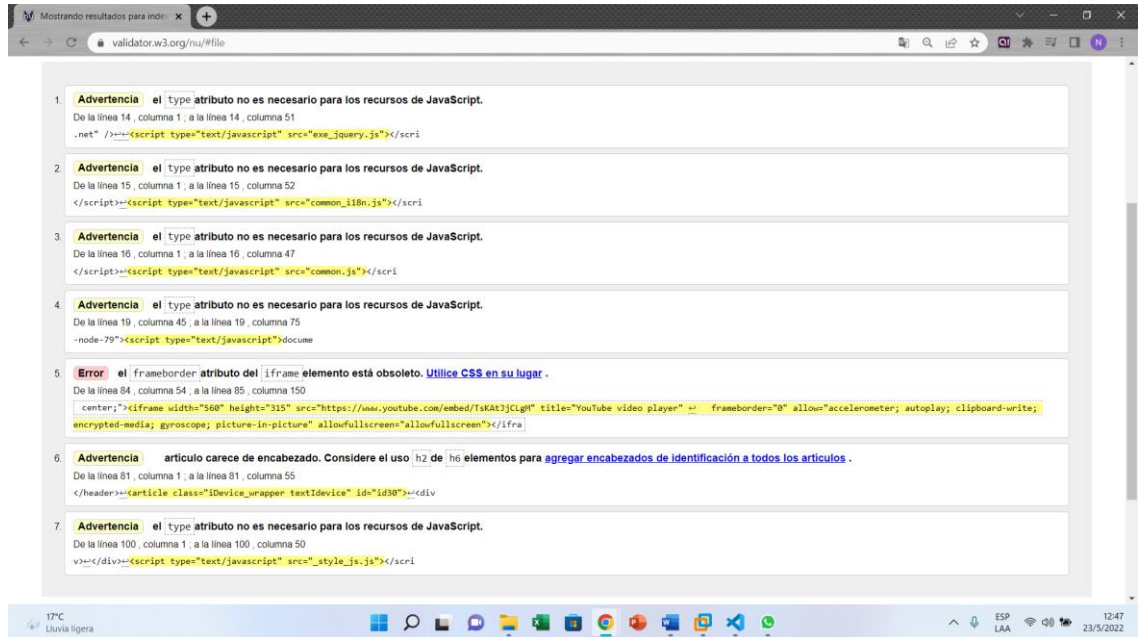 Mostrando resultados para inde
validator.w3.org/nu/#file
N
1. Advertencia el type atributo no es necesario para los recursos de JavaScript.
De la línea 14 , columna 1 ; a la línea 14 , columna 51
.net" />↩↩<script type="text/javascript" src="exe_jquery.js"></scri
2. Advertencia el type atributo no es necesario para los recursos de JavaScript.
De la línea 15 , columna 1 ; a la línea 15 , columna 52
</script>↩<script type="text/javascript" src="common_i18n.js"></scri
3. Advertencia el type atributo no es necesario para los recursos de JavaScript.
De la línea 16 , columna 1 ; a la línea 16 , columna 47
</script>↩<script type="text/javascript" src="common.js"></scri
4. Advertencia el type atributo no es necesario para los recursos de JavaScript.
De la línea 19 , columna 45 ; a la línea 19 , columna 75
-node-79"><script type="text/javascript">docume
5. Error el frameborder atributo del iframe elemento está obsoleto. Utilice CSS en su lugar .
De la línea 84 , columna 54 ; a la línea 85 , columna 150
center;"><iframe width="560" height="315" src="https://www.youtube.com/embed/TsKAtJjCLgM" title="YouTube video player" ↩ frameborder="0" allow="accelerometer; autoplay; clipboard-write;
encrypted-media; gyroscope; picture-in-picture" allowfullscreen="allowfullscreen"></ifra
6. Advertencia articulo carece de encabezado. Considere el uso h2 de h6 elementos para agregar encabezados de identificación a todos los articulos .
De la línea 81 , columna 1 ; a la línea 81 , columna 55
</header>↩<article class="iDevice_wrapper textIdevice" id="id30">↩<div
7. Advertencia el type atributo no es necesario para los recursos de JavaScript.
De la línea 100 , columna 1 ; a la línea 100 , columna 50
v>↩</div>↩<script type="text/javascript" src="_style_js.js"></scri
17°C
Lluvia ligera
ESP
LAA
12:47
23/5/2022